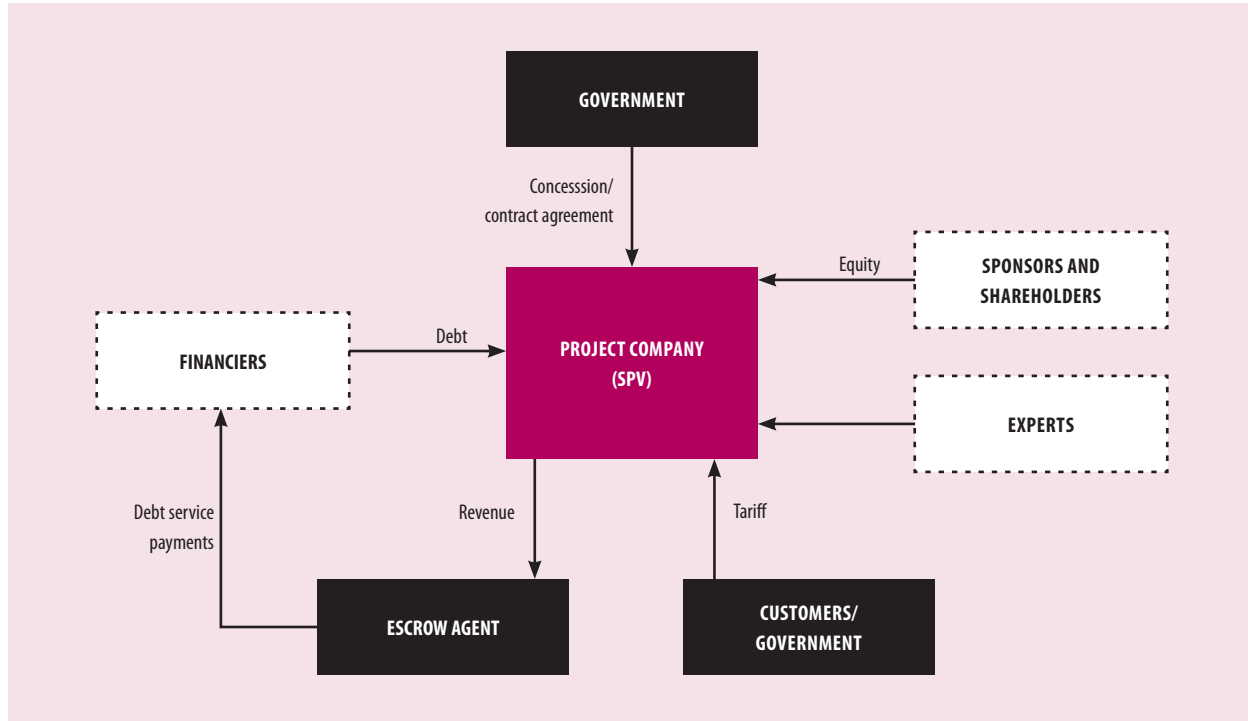 GOVERNMENT
Concesssion/
contract agreement
Equity
SPONSORS AND
SHAREHOLDERS
FINANCIERS
Debt
PROJECT COMPANY
(SPV)
EXPERTS
Debt service
payments
Revenue
Tariff
ESCROW AGENT
CUSTOMERS/
GOVERNMENT